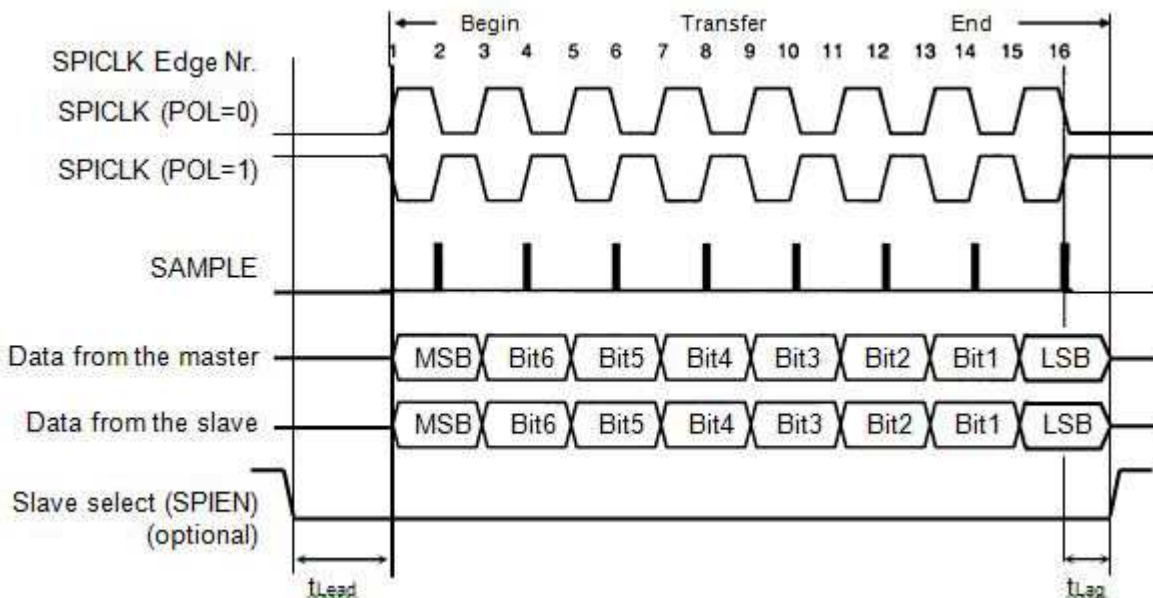 Begin Transfer End
SPICLK Edge Nr. 1 2 3 4 5 6 7 8 9 10 11 12 13 14 15 16
SPICLK (POL=0)
SPICLK (POL=1)
SAMPLE
Data from the master MSB Bit6 Bit5 Bit4 Bit3 Bit2 Bit1 LSB
Data from the slave MSB Bit6 Bit5 Bit4 Bit3 Bit2 Bit1 LSB
Slave select (SPIEN)
(optional)
tLead tLag